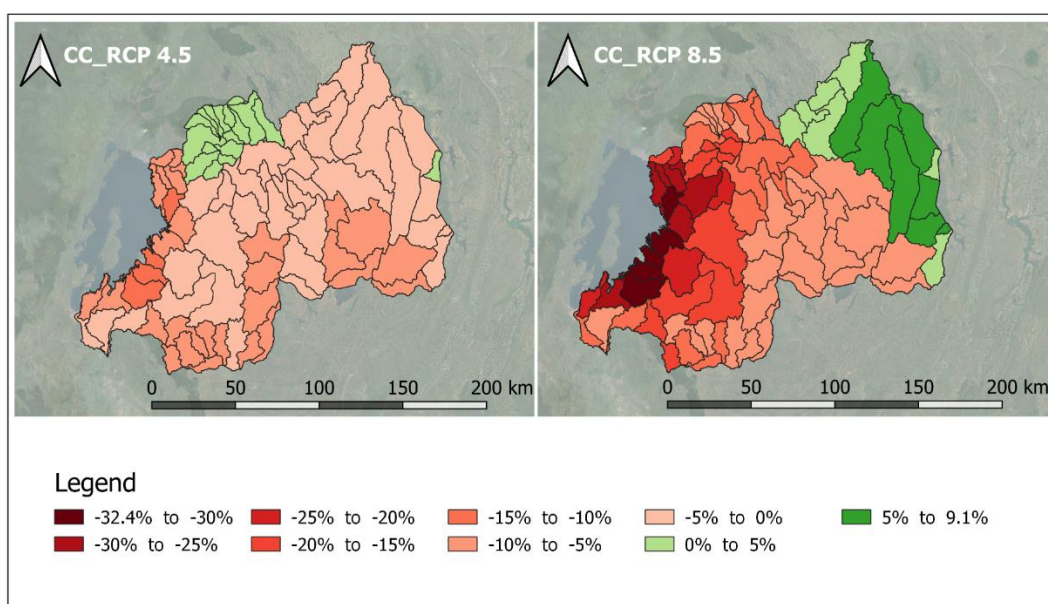 CC_RCP 4.5
CC_RCP 8.5
0 50 100 150 200 km
0 50 100 150 200 km
Legend
-32.4% to -30%
-25% to -20%
-15% to -10%
-5% to 0%
5% to 9.1%
-30% to -25%
-20% to -15%
-10% to -5%
0% to 5%